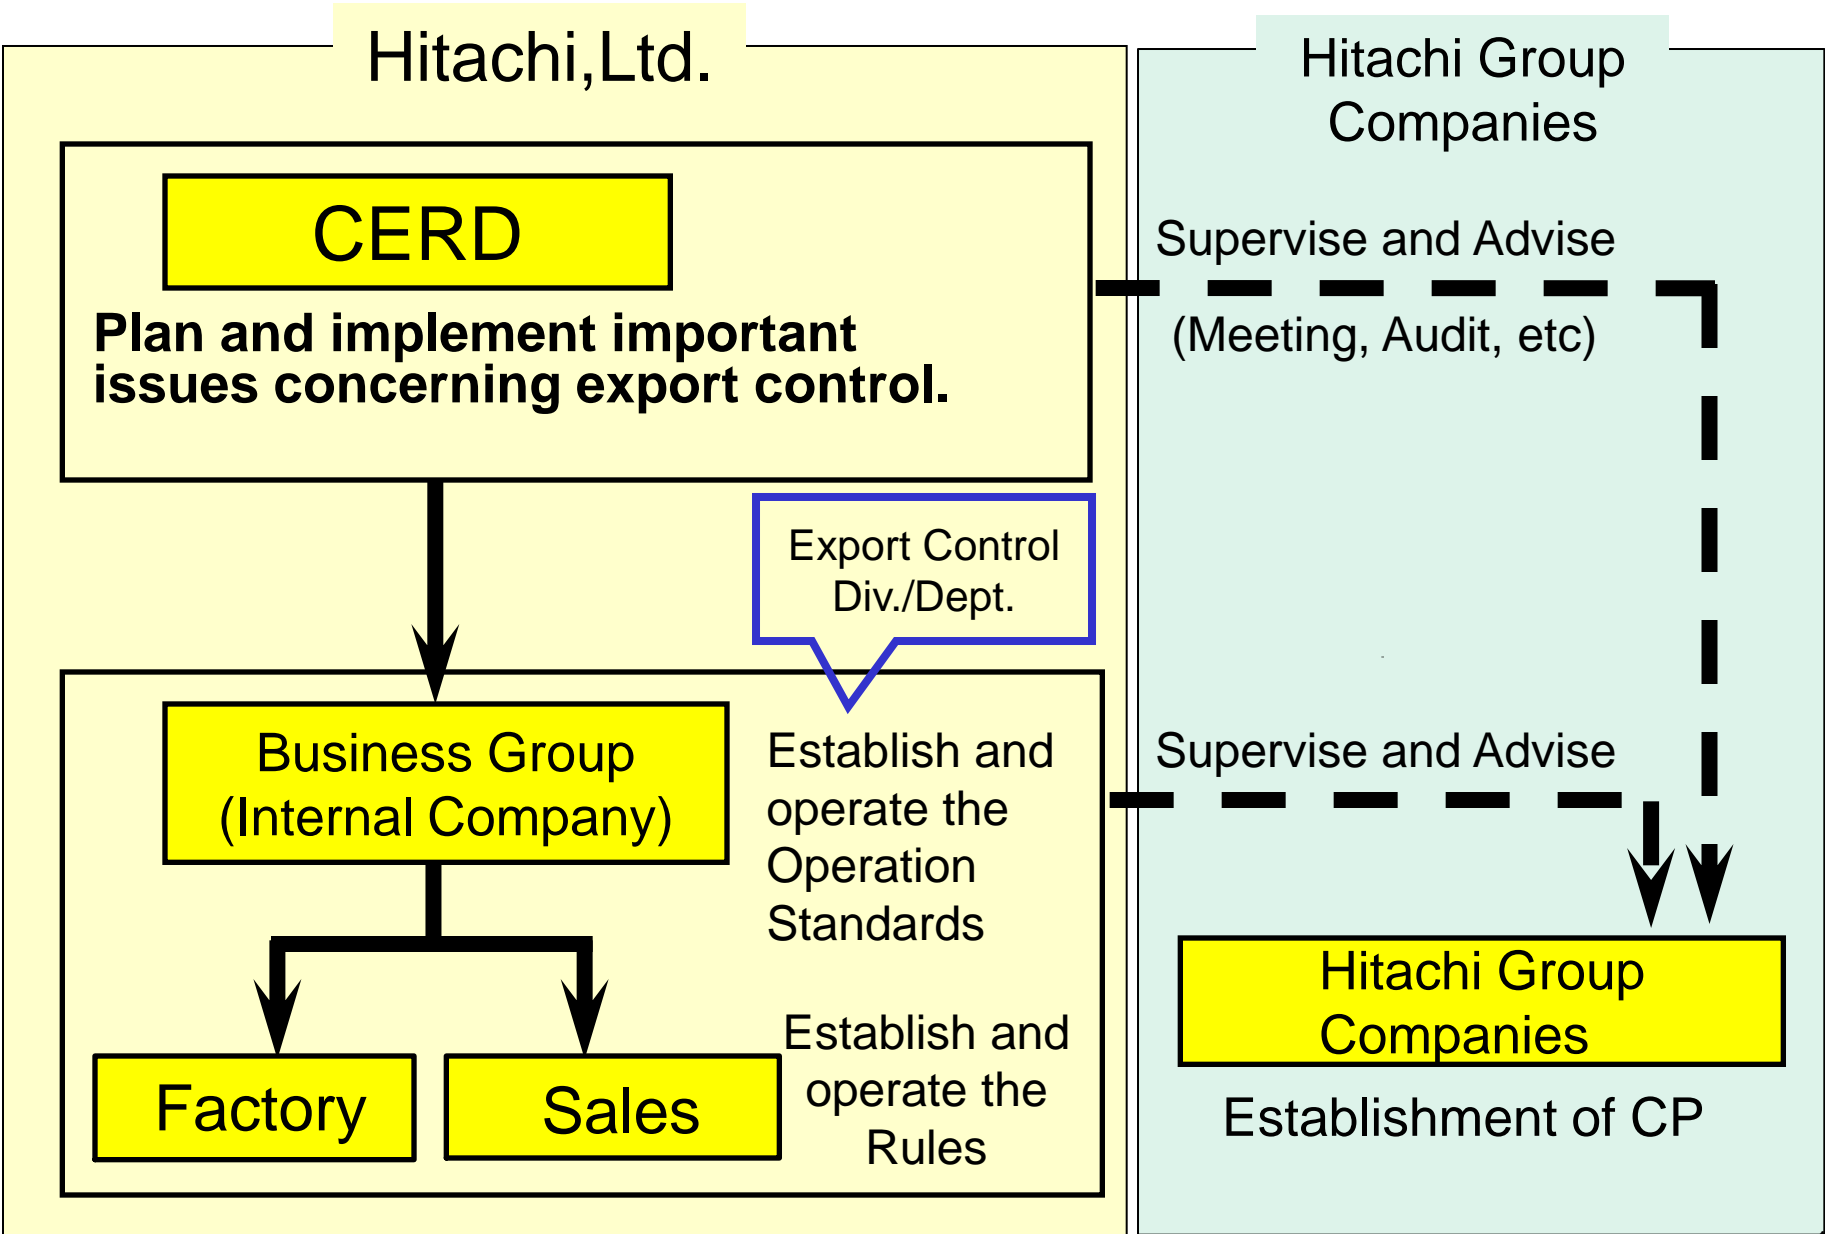 Hitachi,Ltd.
CERD
Plan and implement important
issues concerning export control.
Export Control
Div./Dept.
Business Group
(Internal Company)
Establish and
operate the
Operation
Standards
Factory
Sales
Establish and
operate the
Rules
Hitachi Group
Companies
Supervise and Advise
(Meeting, Audit, etc)
Supervise and Advise
Hitachi Group
Companies
Establishment of CP